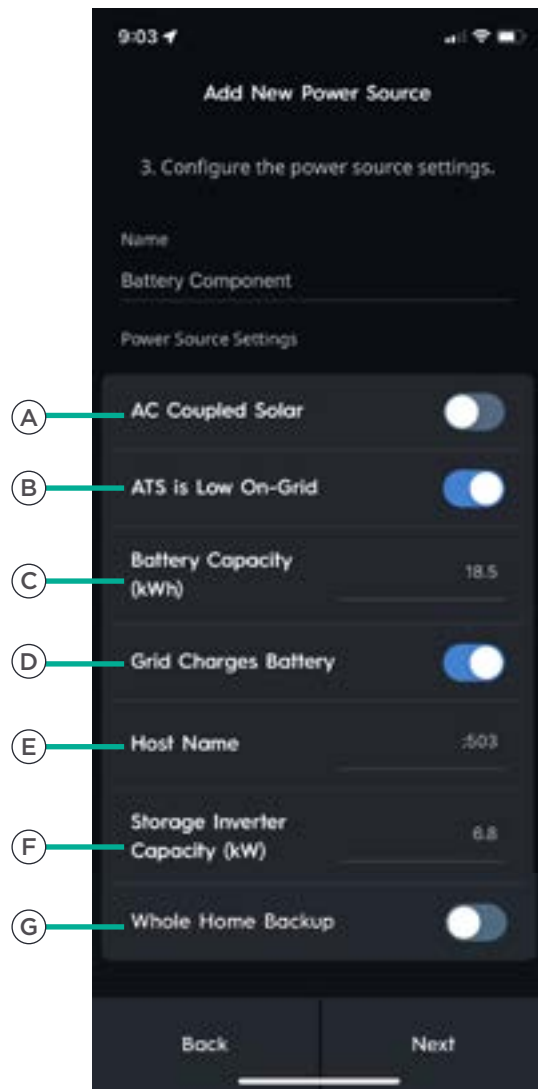 9:03
Add New Power Source
3. Configure the power source settings.
Name
Battery Component
Power Source Settings
A AC Coupled Solar
B ATS is Low On-Grid
C Battery Capacity (kWh) 18.5
D Grid Charges Battery
E Host Name :503
F Storage Inverter Capacity (kW) 6.8
G Whole Home Backup
Back Next